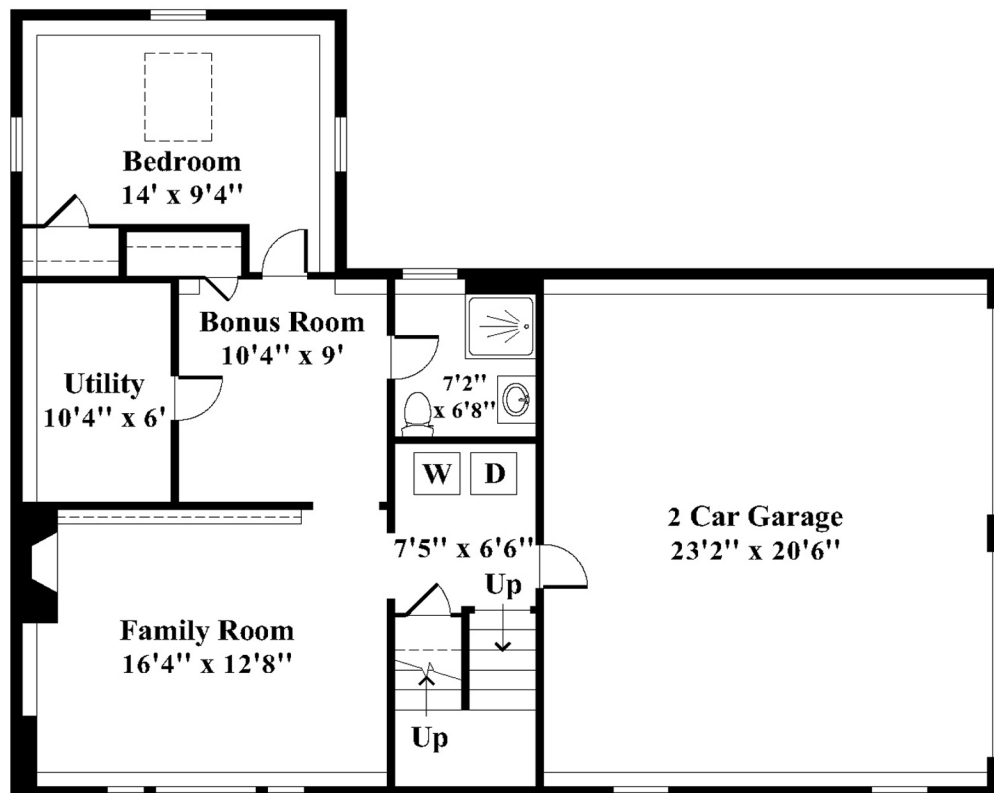 Bedroom
14' x 9'4"
Bonus Room
10'4" x 9'
Utility
10'4" x 6'
7'2"
x 6'8"
W
D
7'5" x 6'6"
Up
2 Car Garage
23'2" x 20'6"
Family Room
16'4" x 12'8"
Up